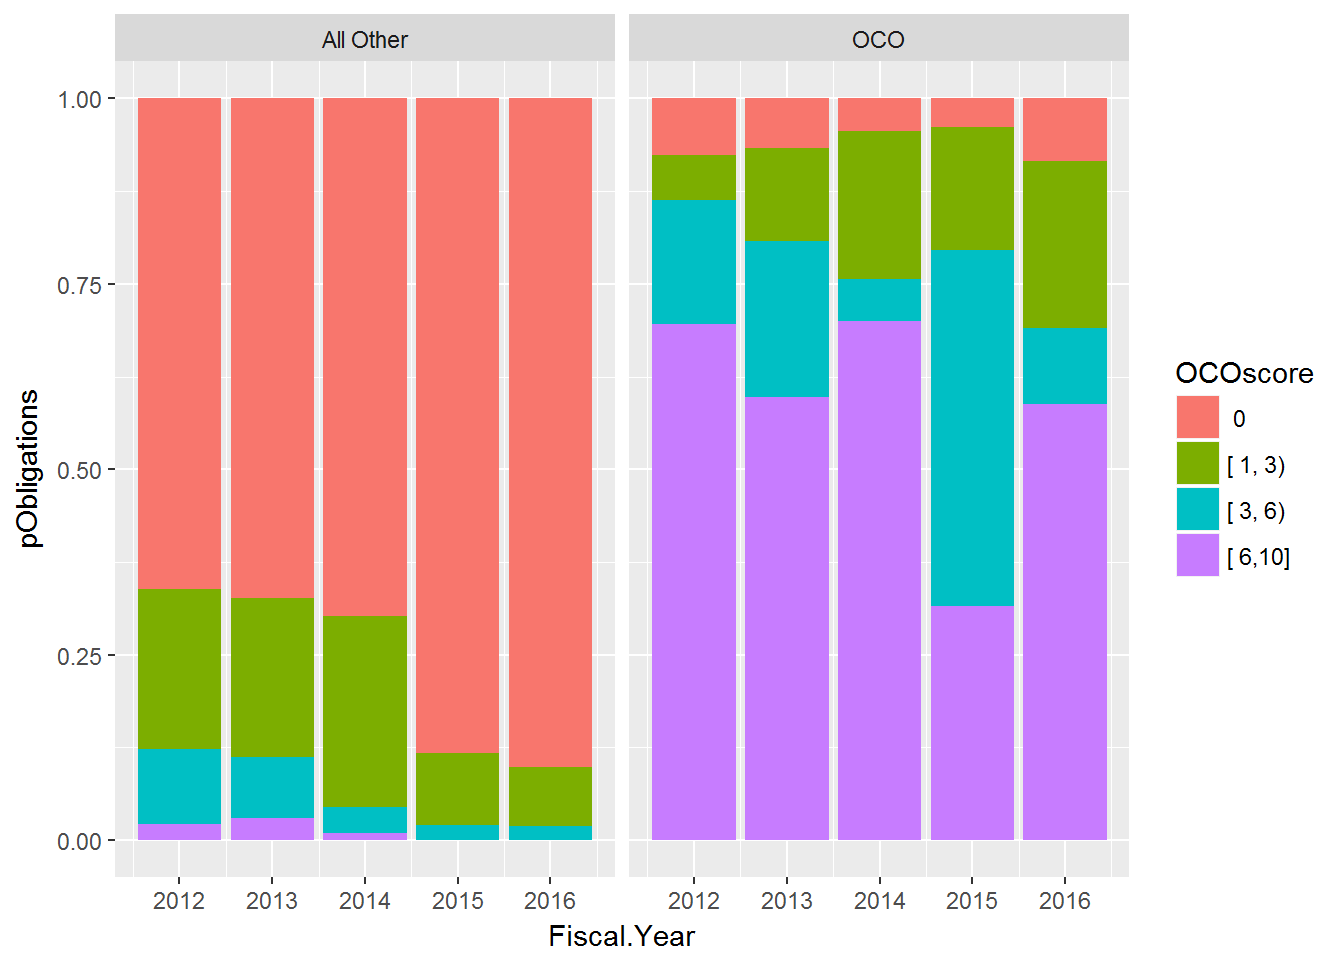 All Other
OCO
1.00
0.75
0.50
0.25
0.00
pObligations
2012 2013 2014 2015 2016
2012 2013 2014 2015 2016
Fiscal.Year
OCOscore
0
[ 1, 3)
[ 3, 6)
[ 6,10]